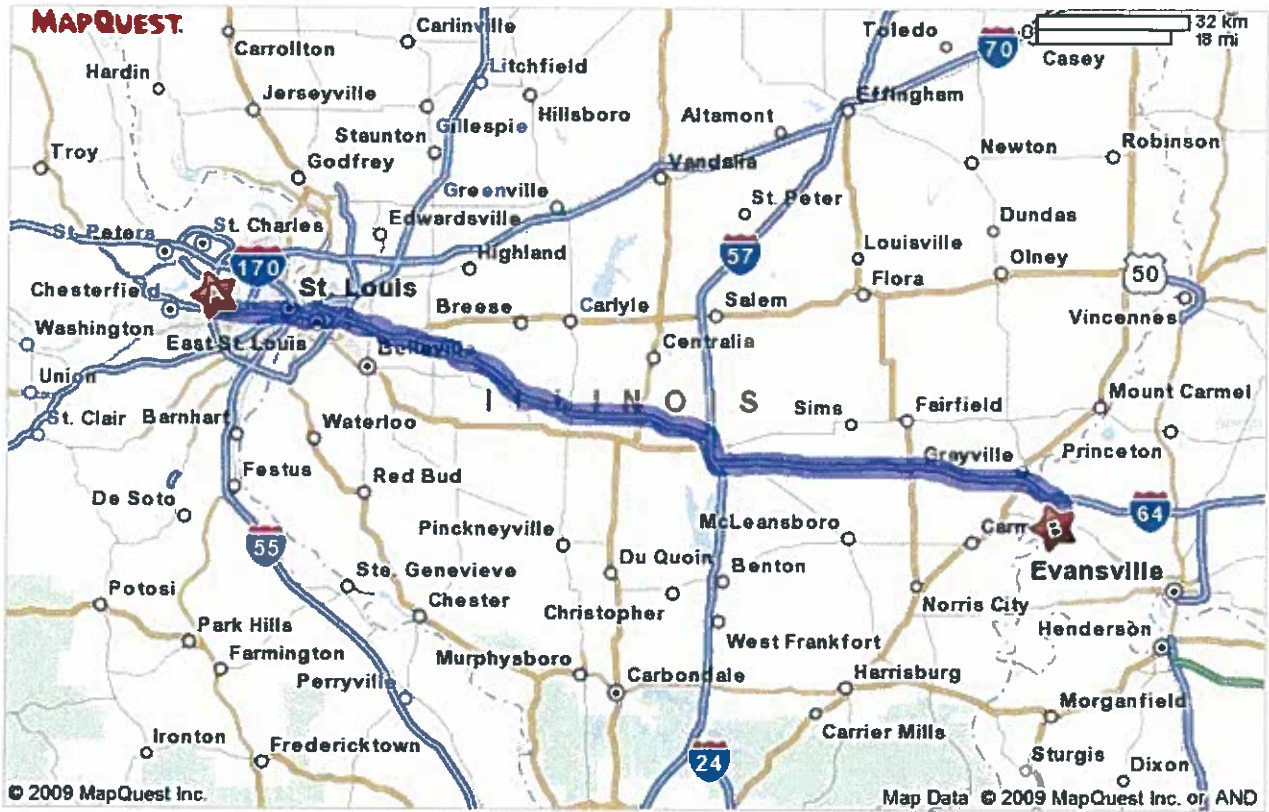 MAPQUEST.
32 km
18 mi
Carlinville
Toledo
70
Casey
Carrollton
Hardin
Litchfield
Effingham
Jerseyville
Hillsboro
Altamont
Staunton
Gillespie
Troy
Godfrey
Vandalia
Newton
Robinson
Greenville
St. Peter
Edwardsville
Dundas
St. Peters
St. Charles
Highland
57
Louisville
Olney
170
50
Chesterfield
A
St. Louis
Flora
Breese
Carlyle
Salem
Vincennes
Washington
East St. Louis
Belleville
Centralia
Union
ILLINOIS
Mount Carmel
St. Clair
Barnhart
Waterloo
Sims
Fairfield
Princeton
Grayville
Festus
Red Bud
De Soto
64
Pinckneyville
McLeansboro
Carm
B
55
Du Quoin
Benton
Evansville
Ste. Genevieve
Potosi
Chester
Christopher
Norris City
Park Hills
West Frankfort
Henderson
Farmington
Murphysboro
Carbondale
Harrisburg
Perryville
Morganfield
Carrier Mills
Ironton
Fredericktown
24
Sturgis
Dixon
© 2009 MapQuest Inc.
Map Data © 2009 MapQuest Inc. or AND